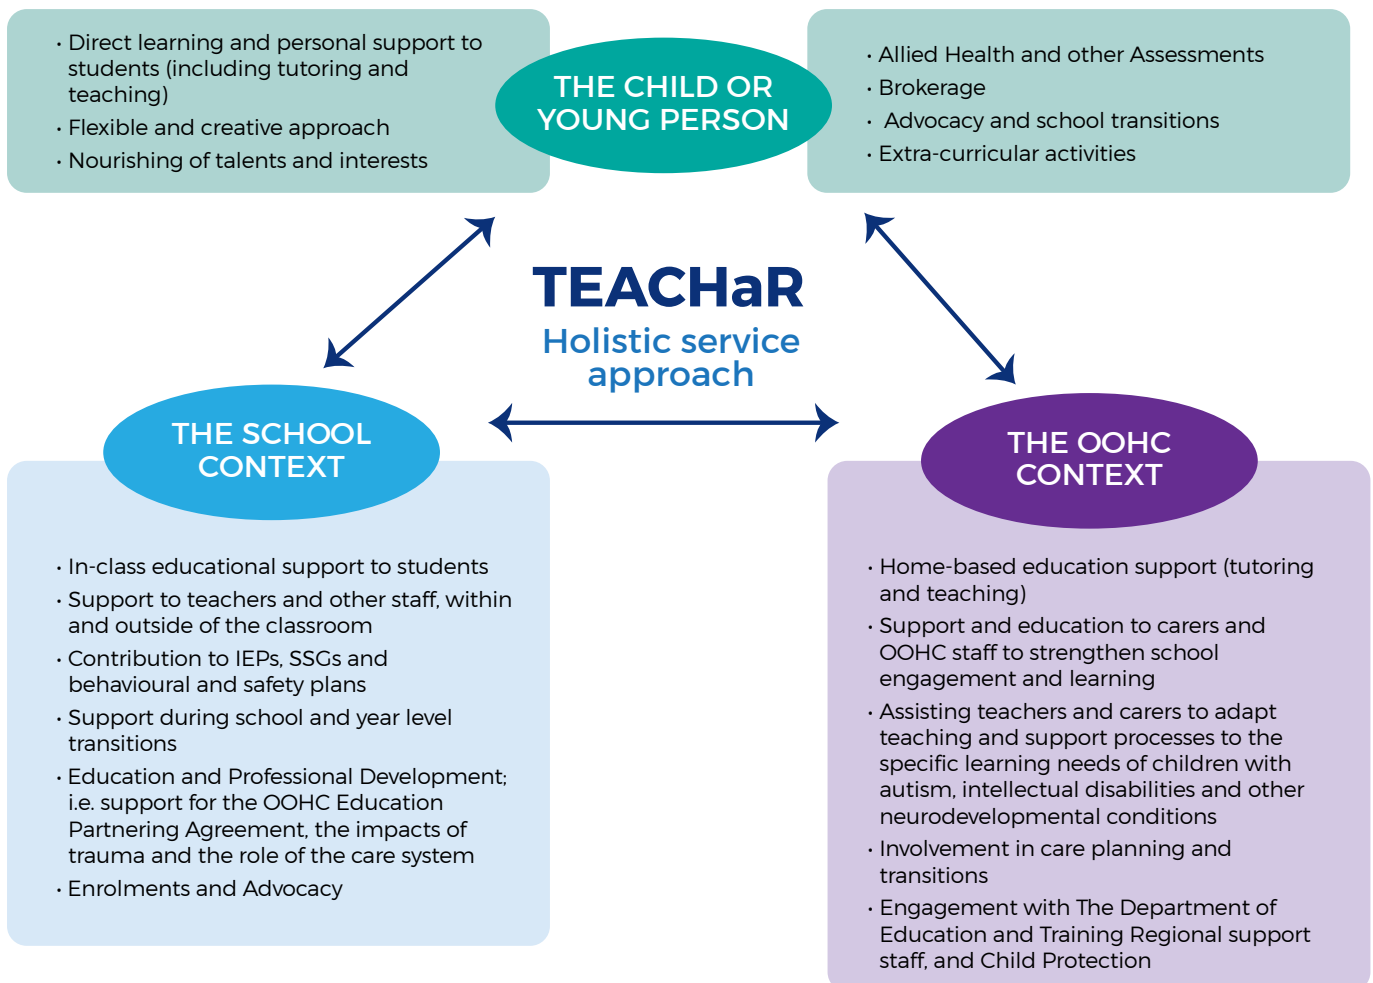 • Direct learning and personal support to
students (including tutoring and
teaching)
• Flexible and creative approach
• Nourishing of talents and interests
THE CHILD OR
YOUNG PERSON
• Allied Health and other Assessments
• Brokerage
• Advocacy and school transitions
• Extra-curricular activities
TEACHaR
Holistic service
approach
THE SCHOOL
CONTEXT
• In-class educational support to students
• Support to teachers and other staff, within
and outside of the classroom
• Contribution to IEPs, SSGs and
behavioural and safety plans
• Support during school and year level
transitions
• Education and Professional Development;
i.e. support for the OOHC Education
Partnering Agreement, the impacts of
trauma and the role of the care system
• Enrolments and Advocacy
THE OOHC
CONTEXT
• Home-based education support (tutoring
and teaching)
• Support and education to carers and
OOHC staff to strengthen school
engagement and learning
• Assisting teachers and carers to adapt
teaching and support processes to the
specific learning needs of children with
autism, intellectual disabilities and other
neurodevelopmental conditions
• Involvement in care planning and
transitions
• Engagement with The Department of
Education and Training Regional support
staff, and Child Protection